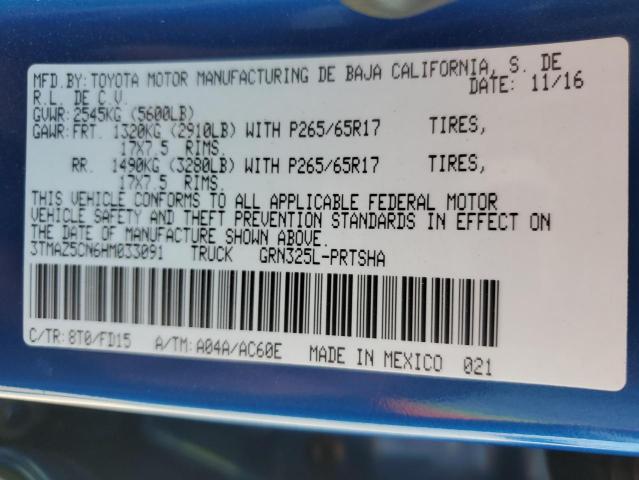 MFD.BY:TOYOTA MOTOR MANUFACTURING DE BAJA CALIFORNIA, S. DE
R.L. DE C.V. DATE: 11/16
GVWR:2545KG (5600LB)
GAWR:FRT. 1320KG (2910LB) WITH P265/65R17 TIRES,
17X7.5 RIMS.
RR. 1490KG (3280LB) WITH P265/65R17 TIRES,
17X7.5 RIMS.
THIS VEHICLE CONFORMS TO ALL APPLICABLE FEDERAL MOTOR
VEHICLE SAFETY AND THEFT PREVENTION STANDARDS IN EFFECT ON
THE DATE OF MANUFACTURE SHOWN ABOVE.
3TMAZ5CN6HM033091 TRUCK GRN325L-PRTSHA
C/TR:8T0/FD15 A/TM:A04A/AC60E MADE IN MEXICO 021